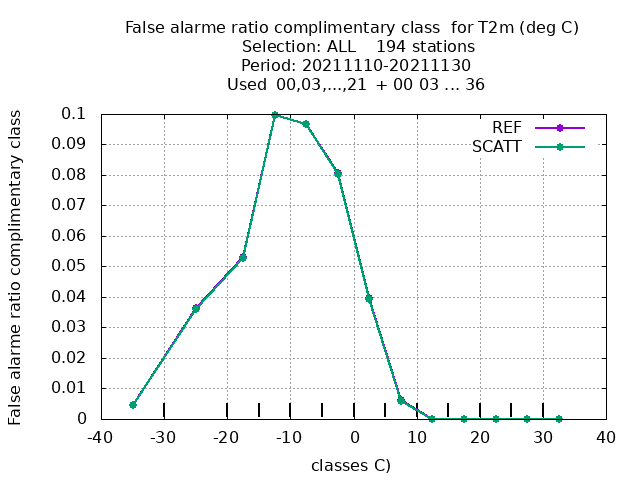 False alarme ratio complimentary class  for T2m (deg C)
Selection: ALL    194 stations
Period: 20211110-20211130
Used  00,03,...,21  + 00 03 ... 36
False alarme ratio complimentary class
REF
SCATT
0.1
0.09
0.08
0.07
0.06
0.05
0.04
0.03
0.02
0.01
0
-40 -30 -20 -10 0 10 20 30 40
classes C)